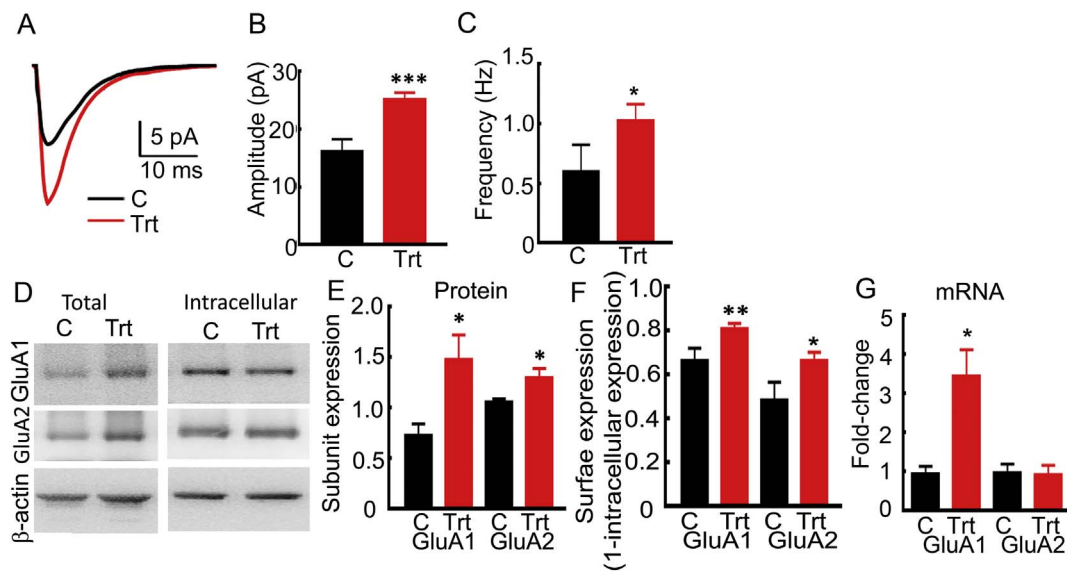 A
5 pA
10 ms
C
Trt
B
***
30
20
10
0
Amplitude (pA)
C
Trt
C
*
1.5
1.0
0.5
0
Frequency (Hz)
C
Trt
D
Total
Intracellular
C Trt
C Trt
GluA1
GluA2
β-actin
E
Protein
*
*
2.0
1.5
1.0
0.5
0
Subunit expression
C Trt C Trt
GluA1 GluA2
F
**
*
1.0
0.8
0.6
0.4
0.2
0
Surfae expression
(1-intracellular expression)
C Trt C Trt
GluA1 GluA2
G
mRNA
*
5
4
3
2
1
0
Fold-change
C Trt C Trt
GluA1 GluA2